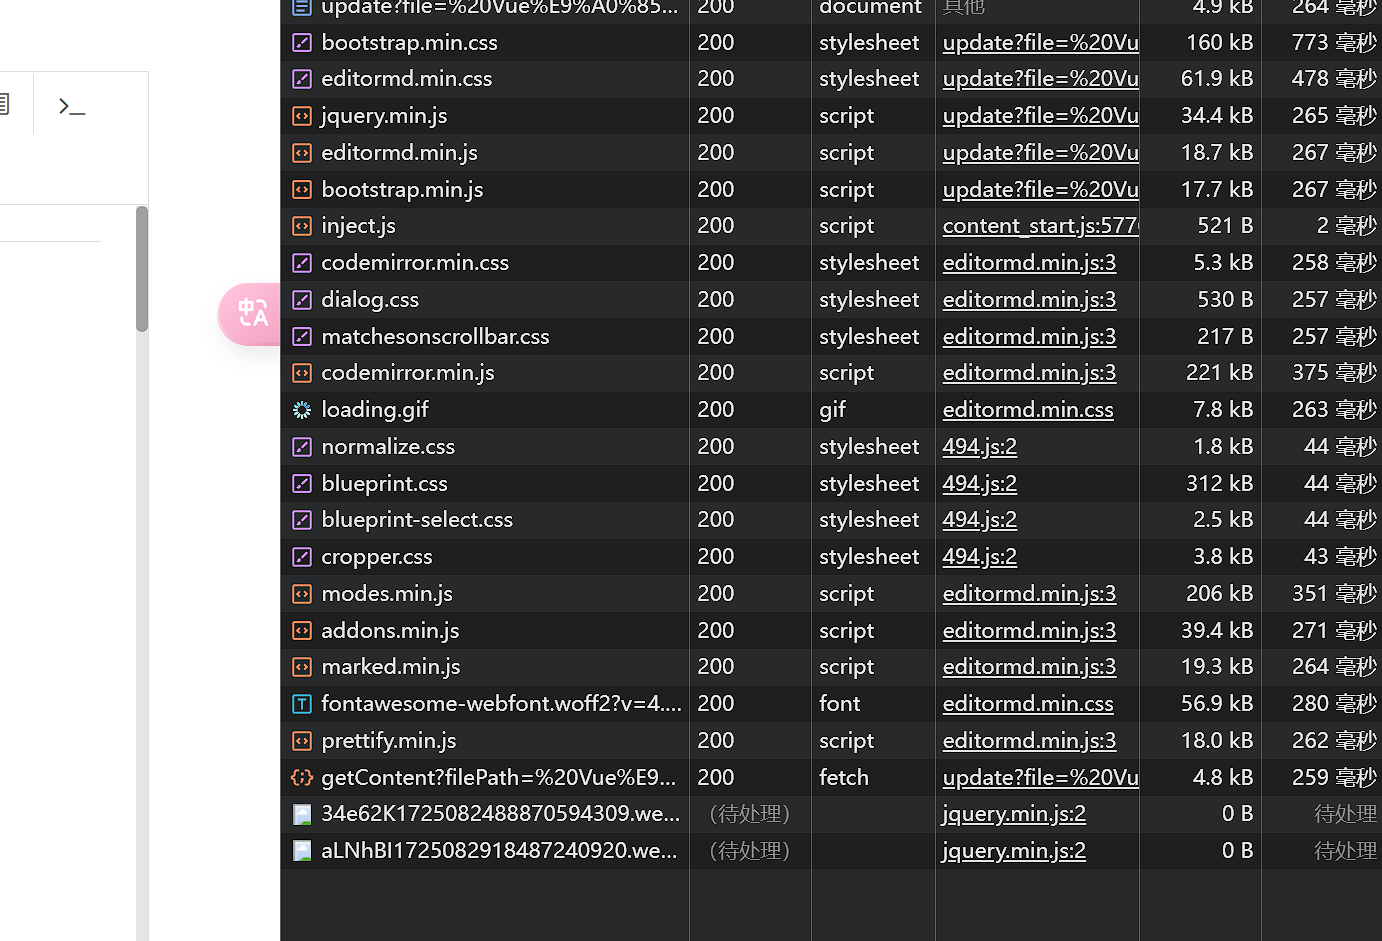 update?file=%20Vue%E9%A0%85... 200 document 其他 4.9 kB 264 毫秒
bootstrap.min.css 200 stylesheet update?file=%20Vu 160 kB 773 毫秒
>_
editormd.min.css 200 stylesheet update?file=%20Vu 61.9 kB 478 毫秒
jquery.min.js 200 script update?file=%20Vu 34.4 kB 265 毫秒
editormd.min.js 200 script update?file=%20Vu 18.7 kB 267 毫秒
bootstrap.min.js 200 script update?file=%20Vu 17.7 kB 267 毫秒
inject.js 200 script content_start.js:577 521 B 2 毫秒
codemirror.min.css 200 stylesheet editormd.min.js:3 5.3 kB 258 毫秒
中A
dialog.css 200 stylesheet editormd.min.js:3 530 B 257 毫秒
matchesonscrollbar.css 200 stylesheet editormd.min.js:3 217 B 257 毫秒
codemirror.min.js 200 script editormd.min.js:3 221 kB 375 毫秒
loading.gif 200 gif editormd.min.css 7.8 kB 263 毫秒
normalize.css 200 stylesheet 494.js:2 1.8 kB 44 毫秒
blueprint.css 200 stylesheet 494.js:2 312 kB 44 毫秒
blueprint-select.css 200 stylesheet 494.js:2 2.5 kB 44 毫秒
cropper.css 200 stylesheet 494.js:2 3.8 kB 43 毫秒
modes.min.js 200 script editormd.min.js:3 206 kB 351 毫秒
addons.min.js 200 script editormd.min.js:3 39.4 kB 271 毫秒
marked.min.js 200 script editormd.min.js:3 19.3 kB 264 毫秒
fontawesome-webfont.woff2?v=4.... 200 font editormd.min.css 56.9 kB 280 毫秒
prettify.min.js 200 script editormd.min.js:3 18.0 kB 262 毫秒
getContent?filePath=%20Vue%E9... 200 fetch update?file=%20Vu 4.8 kB 259 毫秒
34e62K1725082488870594309.we... (待处理) jquery.min.js:2 0 B 待处理
aLNhBI1725082918487240920.we... (待处理) jquery.min.js:2 0 B 待处理